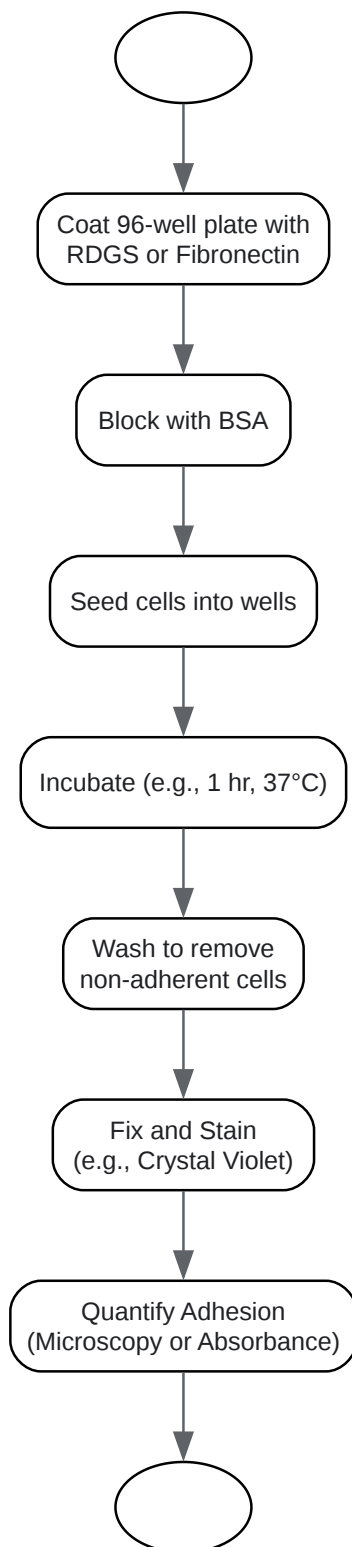 Coat 96-well plate with
RDGS or Fibronectin
Block with BSA
Seed cells into wells
Incubate (e.g., 1 hr, 37°C)
Wash to remove
non-adherent cells
Fix and Stain
(e.g., Crystal Violet)
Quantify Adhesion
(Microscopy or Absorbance)